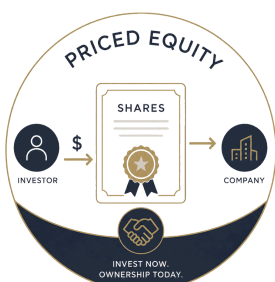 PRICED EQUITY
SHARES
$
INVESTOR
COMPANY
INVEST NOW.
OWNERSHIP TODAY.